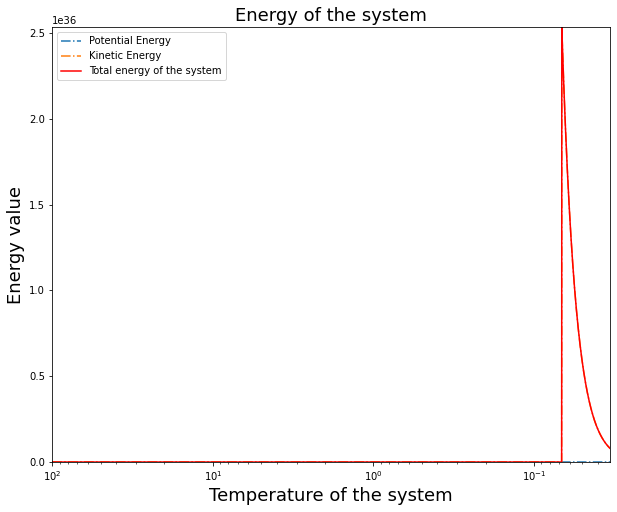 Energy of the system
1e36
Potential Energy
Kinetic Energy
Total energy of the system
2.5
2.0
1.5
1.0
0.5
0.0
Energy value
10² 10¹ 10⁰ 10⁻¹
Temperature of the system